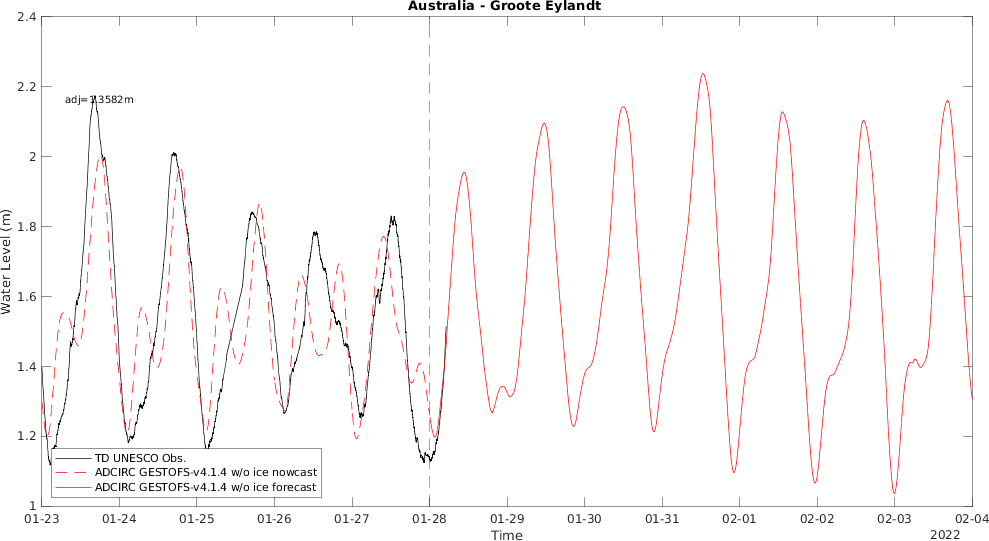 Australia - Groote Eylandt
2.4
2.2
2
1.8
1.6
1.4
1.2
1
Water Level (m)
adj=1.3582m
TD UNESCO Obs.
ADCIRC GESTOFS-v4.1.4 w/o ice nowcast
ADCIRC GESTOFS-v4.1.4 w/o ice forecast
01-23 01-24 01-25 01-26 01-27 01-28 01-29 01-30 01-31 02-01 02-02 02-03 02-04
Time
2022